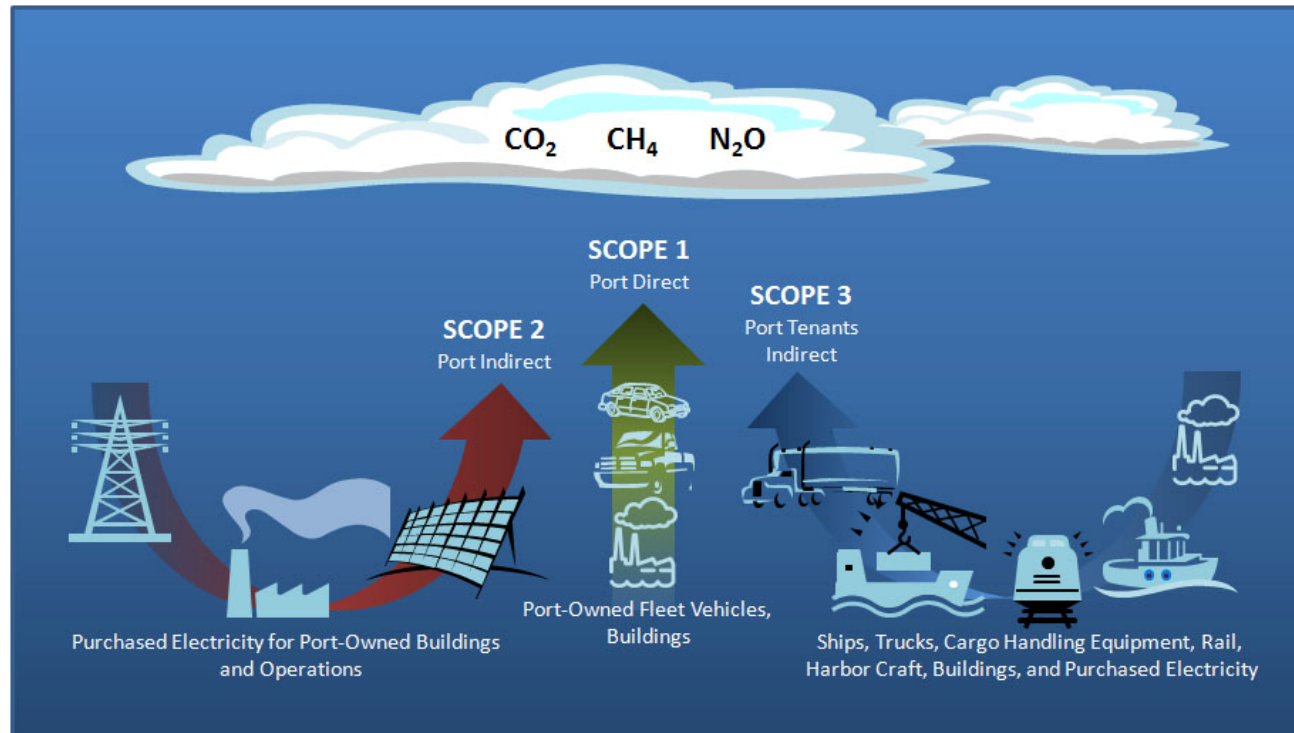 CO₂ CH₄ N₂O
SCOPE 1
Port Direct
SCOPE 2
Port Indirect
SCOPE 3
Port Tenants
Indirect
Purchased Electricity for Port-Owned Buildings
and Operations
Port-Owned Fleet Vehicles,
Buildings
Ships, Trucks, Cargo Handling Equipment, Rail,
Harbor Craft, Buildings, and Purchased Electricity